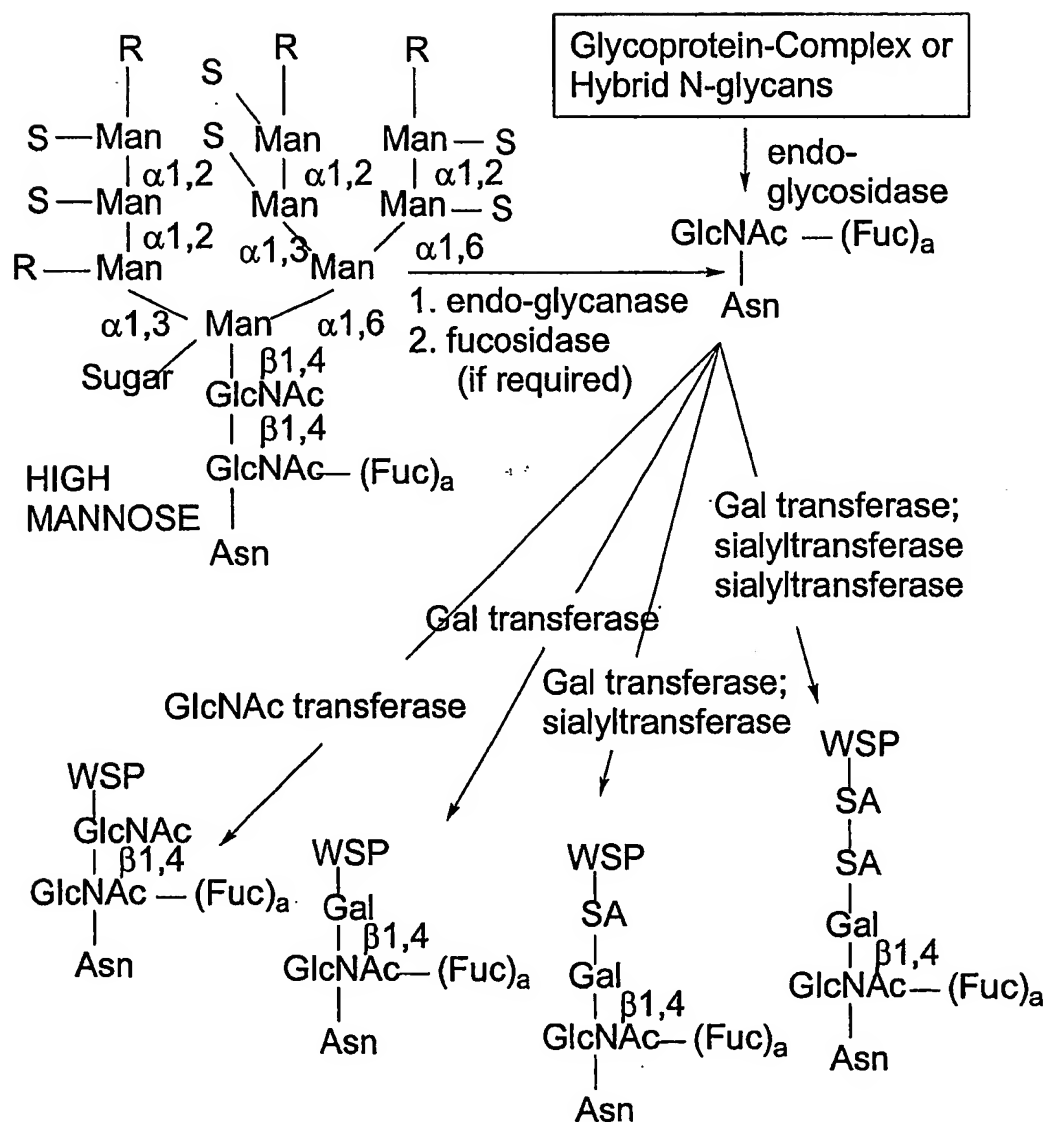 R
S
R
R
S
S—Man
Man
Man—S
α1,2
α1,2
α1,2
S—Man
Man
Man—S
α1,2
α1,3
α1,6
R—Man
Man
α1,3
Man
α1,6
Sugar
β1,4
GlcNAc
β1,4
GlcNAc—(Fuc)a
HIGH
MANNOSE
Asn
Glycoprotein-Complex or
Hybrid N-glycans
endo-
glycosidase
GlcNAc—(Fuc)a
Asn
1. endo-glycanase
2. fucosidase
(if required)
GlcNAc transferase
Gal transferase
Gal transferase;
sialyltransferase
Gal transferase;
sialyltransferase
sialyltransferase
WSP
GlcNAc
β1,4
GlcNAc—(Fuc)a
Asn
WSP
Gal
β1,4
GlcNAc—(Fuc)a
Asn
WSP
SA
Gal
β1,4
GlcNAc—(Fuc)a
Asn
WSP
SA
SA
Gal
β1,4
GlcNAc—(Fuc)a
Asn